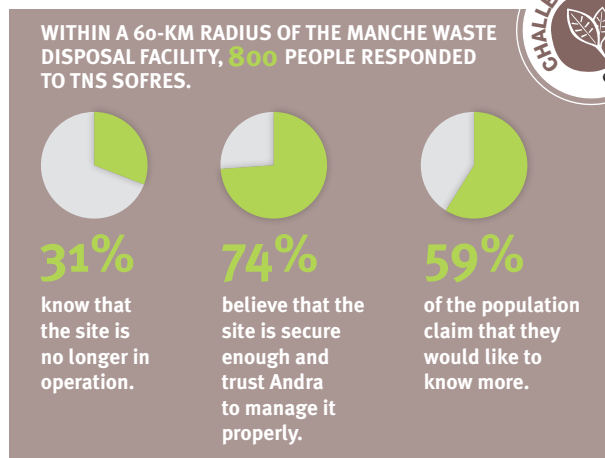 WITHIN A 60-KM RADIUS OF THE MANCHE WASTE
DISPOSAL FACILITY, 800 PEOPLE RESPONDED
TO TNS SOFRES.
31%
know that
the site is
no longer in
operation.
74%
believe that the
site is secure
enough and
trust Andra
to manage it
properly.
59%
of the population
claim that they
would like to
know more.